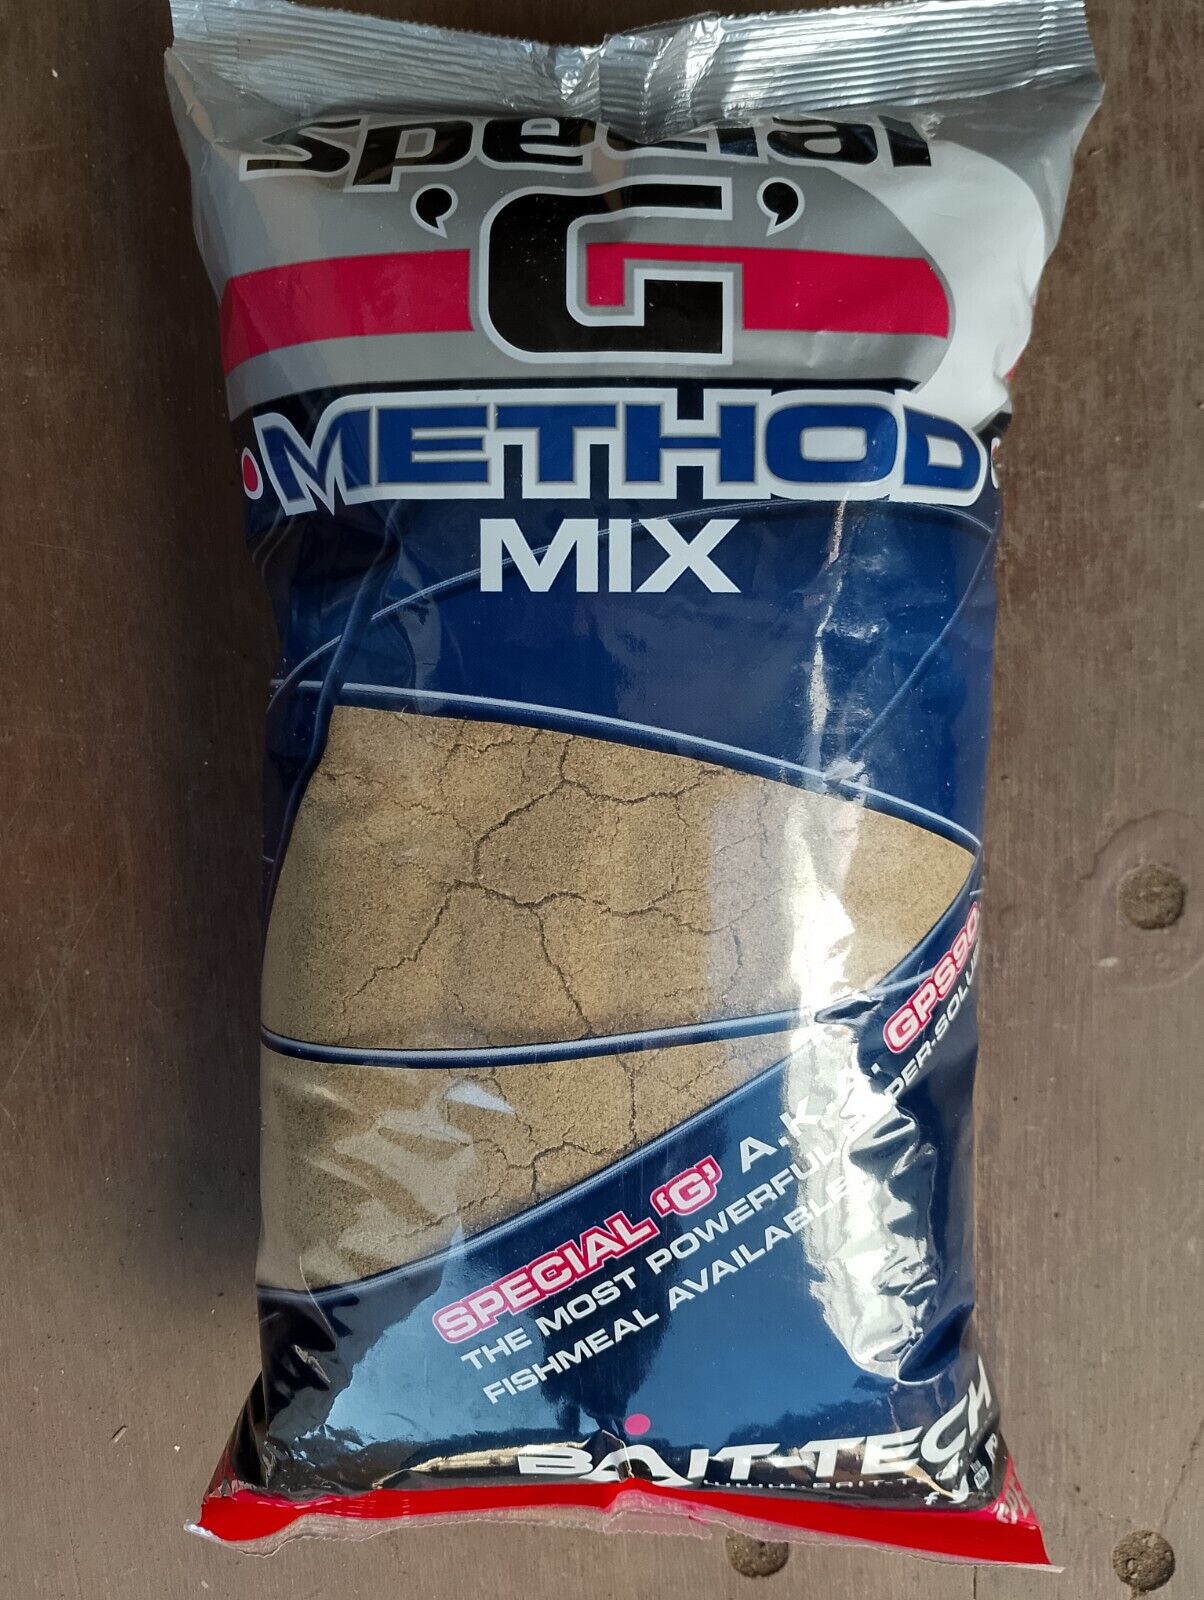 Special
'G'
METHOD
MIX
SPECIAL 'G' A.K.A. GPS90
THE MOST POWERFUL
FISHMEAL AVAILABLE
BAIT-TECH